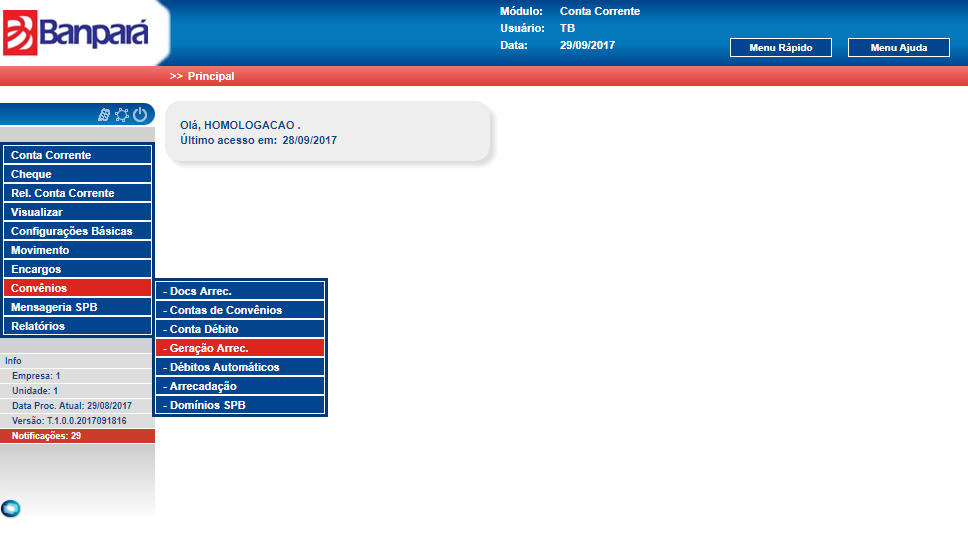 Banpará
Módulo: Conta Corrente
Usuário: TB
Data: 29/09/2017
Menu Rápido
Menu Ajuda
>> Principal
Olá, HOMOLOGACAO .
Último acesso em: 28/09/2017
Conta Corrente
Cheque
Rel. Conta Corrente
Visualizar
Configurações Básicas
Movimento
Encargos
Convênios
Mensageria SPB
Relatórios
- Docs Arrec.
- Contas de Convênios
- Conta Débito
- Geração Arrec.
- Débitos Automáticos
- Arrecadação
- Domínios SPB
Info
Empresa: 1
Unidade: 1
Data Proc. Atual: 29/08/2017
Versão: T.1.0.0.2017091816
Notificações: 29